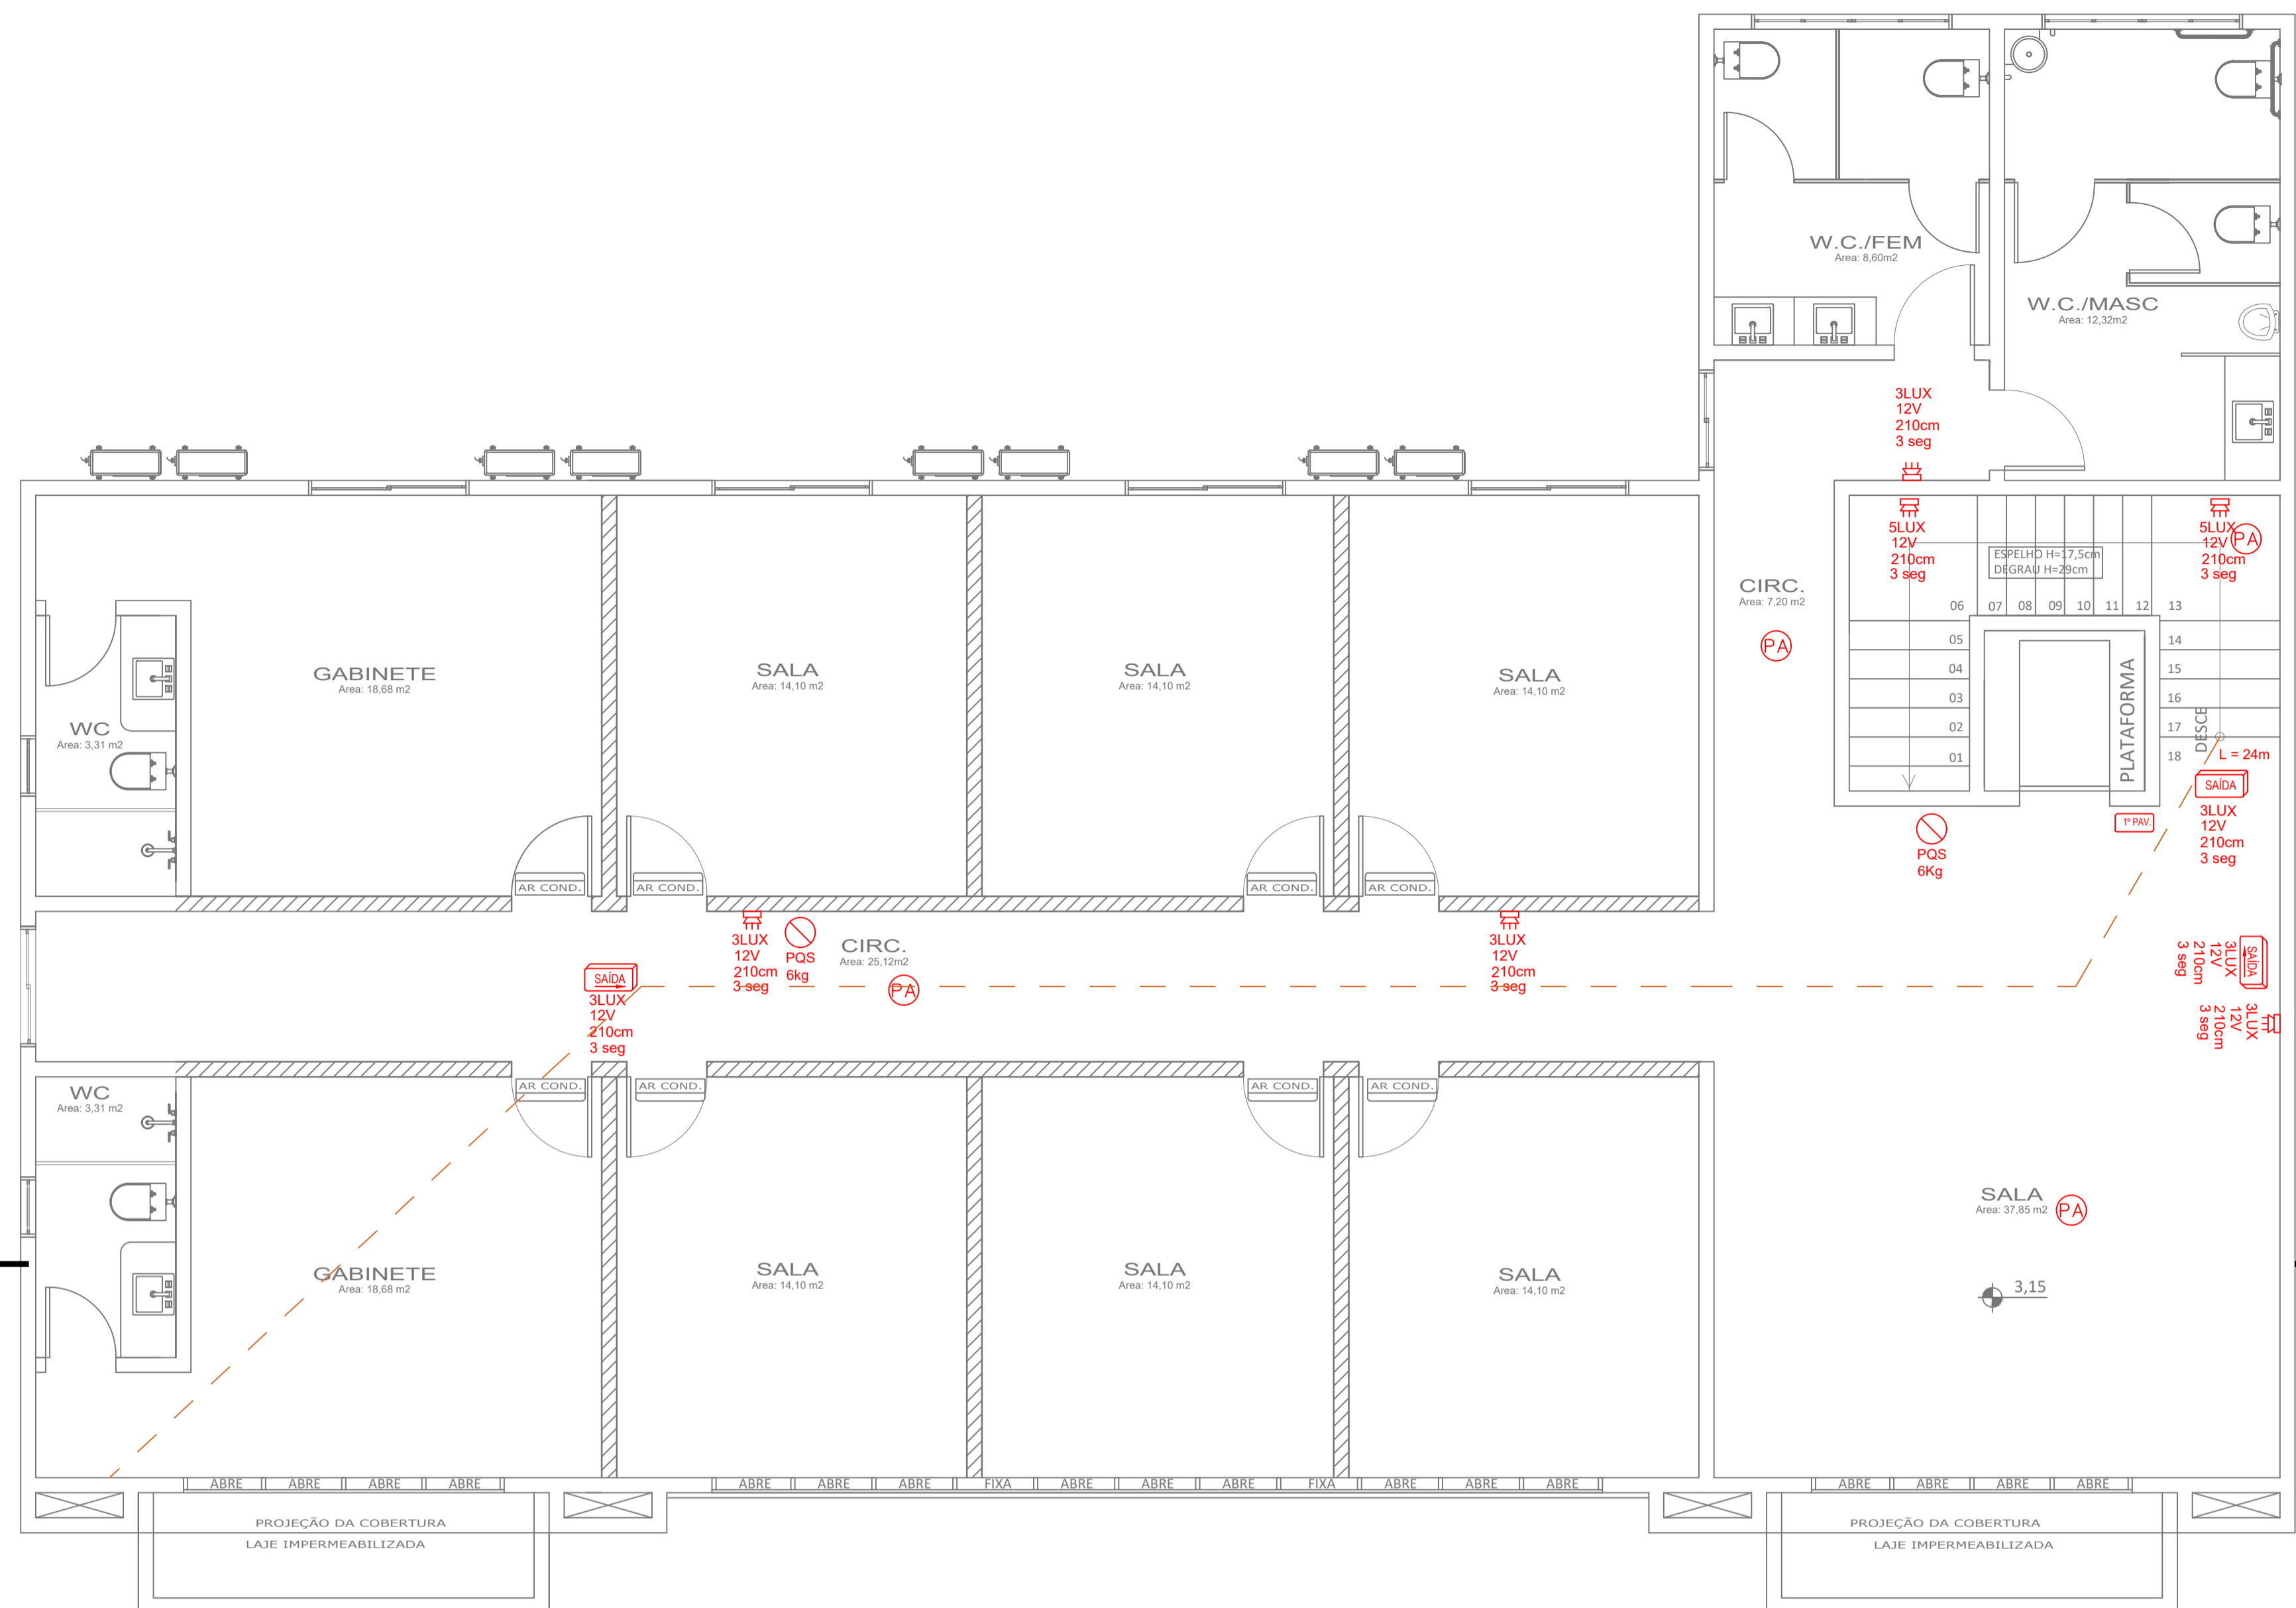 W.C./FEM
Area: 8,60m2
W.C./MASC
Area: 12,32m2
3LUX
12V
210cm
3 seg
5LUX
12V
210cm
3 seg
5LUX
12V
210cm
3 seg
PA
ESPELHO H=17,5cm
DEGRAU H=29cm
CIRC.
Area: 7,20 m2
PA
06
07
08
09
10
11
12
13
05
04
03
02
01
14
15
16
17
18
PLATAFORMA
DESCE
L = 24m
SAÍDA
3LUX
12V
210cm
3 seg
1º PAV.
PQS
6Kg
GABINETE
Area: 18,68 m2
SALA
Area: 14,10 m2
SALA
Area: 14,10 m2
SALA
Area: 14,10 m2
WC
Area: 3,31 m2
AR COND.
AR COND.
AR COND.
AR COND.
3LUX
12V
210cm
3 seg
PQS
6kg
CIRC.
Area: 25,12m2
PA
3LUX
12V
210cm
3 seg
SAÍDA
3LUX
12V
210cm
3 seg
SAÍDA
3LUX
12V
210cm
3 seg
3LUX
12V
210cm
3 seg
WC
Area: 3,31 m2
AR COND.
AR COND.
AR COND.
AR COND.
GABINETE
Area: 18,68 m2
SALA
Area: 14,10 m2
SALA
Area: 14,10 m2
SALA
Area: 14,10 m2
SALA
Area: 37,85 m2
PA
3,15
ABRE ABRE ABRE ABRE
ABRE ABRE ABRE FIXA ABRE ABRE ABRE FIXA ABRE ABRE ABRE
ABRE ABRE ABRE ABRE
PROJEÇÃO DA COBERTURA
LAJE IMPERMEABILIZADA
PROJEÇÃO DA COBERTURA
LAJE IMPERMEABILIZADA